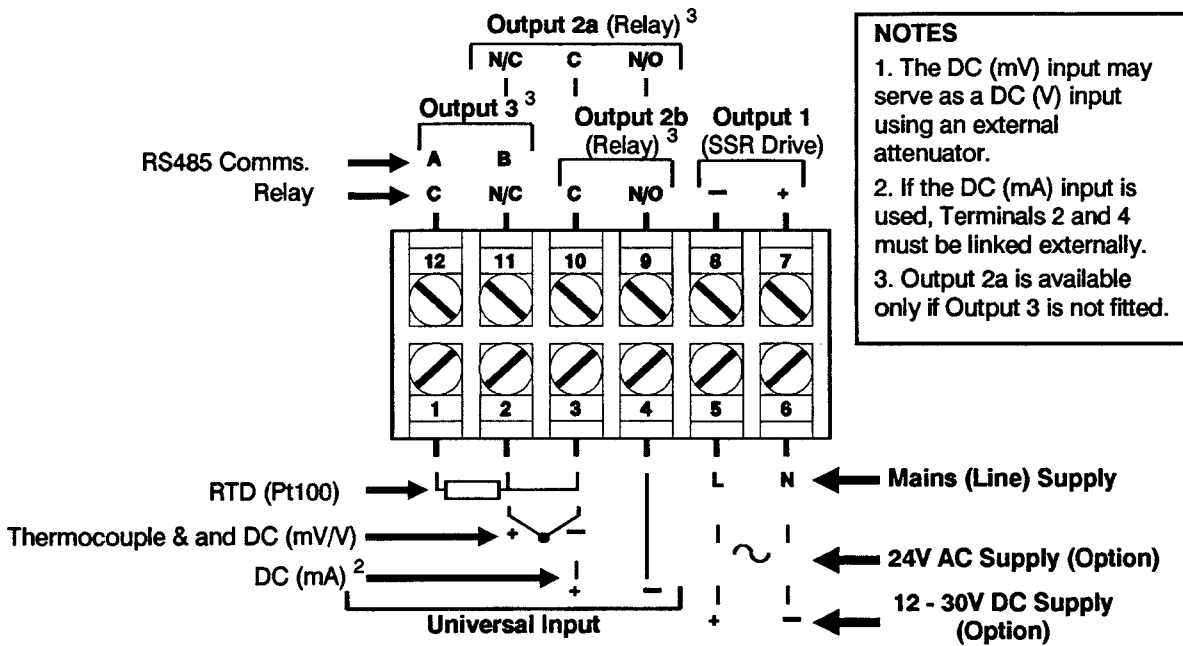 Output 2a (Relay) 3
N/C C N/O
Output 3 3
Output 2b (Relay) 3
Output 1 (SSR Drive)
RS485 Comms. A B
Relay C N/C C N/O − +
12 11 10 9 8 7
1 2 3 4 5 6
RTD (Pt100)
L N Mains (Line) Supply
Thermocouple & and DC (mV/V) + −
24V AC Supply (Option)
DC (mA) 2 + −
Universal Input
+ − 12 - 30V DC Supply
(Option)
NOTES
1. The DC (mV) input may
serve as a DC (V) input
using an external
attenuator.
2. If the DC (mA) input is
used, Terminals 2 and 4
must be linked externally.
3. Output 2a is available
only if Output 3 is not fitted.